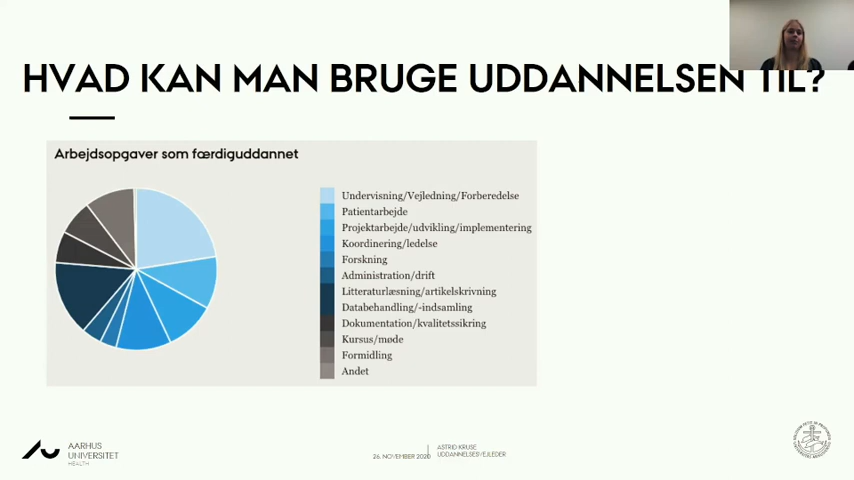 HVAD KAN MAN BRUGE UDDANNELSEN TIL?
Arbejdsopgaver som færdiguddannet
Undervisning/Vejledning/Forberedelse
Patientarbejde
Projektarbejde/udvikling/implementering
Koordinering/ledelse
Forskning
Administration/drift
Litteraturlæsning/artikelskrivning
Databehandling/-indsamling
Dokumentation/kvalitetssikring
Kursus/møde
Formidling
Andet
AARHUS
UNIVERSITET
HEALTH
26. NOVEMBER 2020
ASTRID KRUSE
UDDANNELSESVEJLEDER